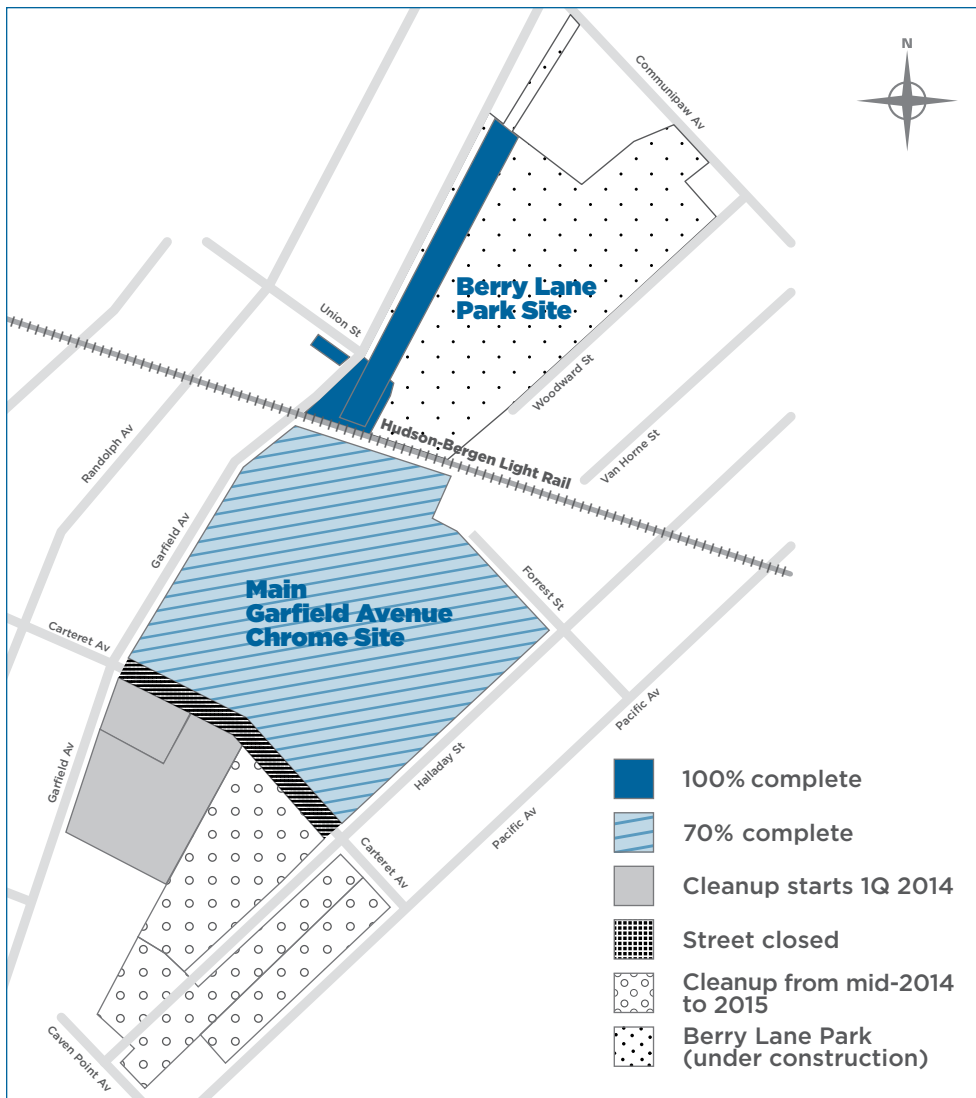 N
Communipaw Av
Berry Lane
Park Site
Union St
Woodward St
Randolph Av
Hudson-Bergen Light Rail
Van Horne St
Garfield Av
Main
Garfield Avenue
Chrome Site
Forrest St
Carteret Av
Pacific Av
Garfield Av
Halladay St
Pacific Av
Carteret Av
Caven Point Av
100% complete
70% complete
Cleanup starts 1Q 2014
Street closed
Cleanup from mid-2014
to 2015
Berry Lane Park
(under construction)